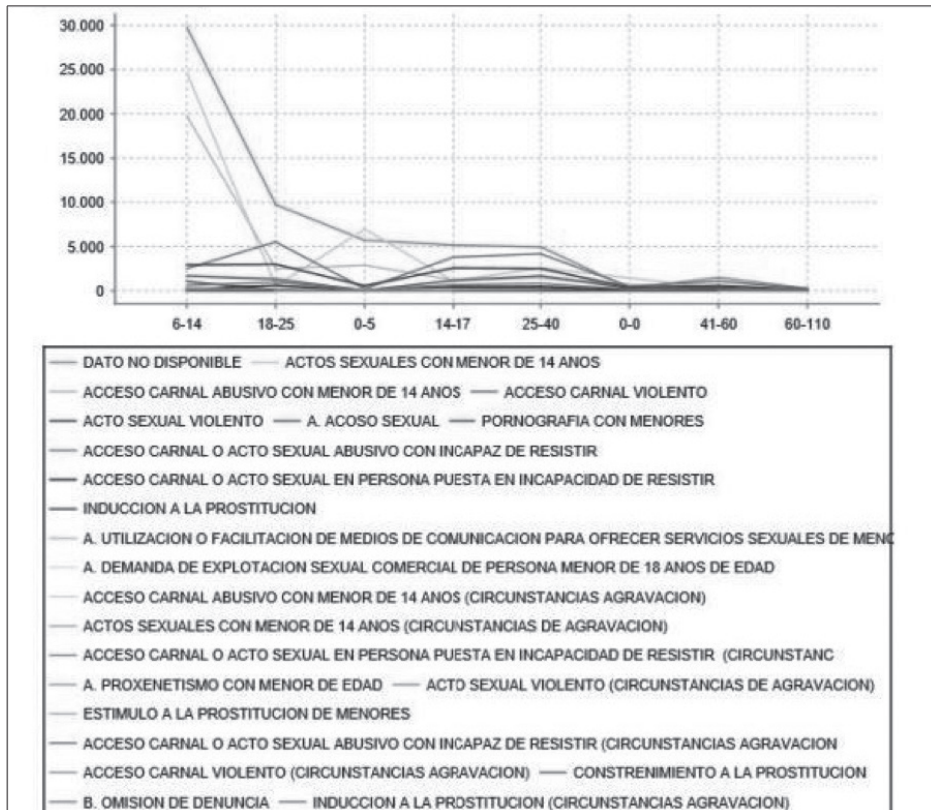 30.000
25.000
20.000
15.000
10.000
5.000
0
6-14 18-25 0-5 14-17 25-40 0-0 41-60 60-110
DATO NO DISPONIBLE ACTOS SEXUALES CON MENOR DE 14 ANOS
ACCESO CARNAL ABUSIVO CON MENOR DE 14 ANOS ACCESO CARNAL VIOLENTO
ACTO SEXUAL VIOLENTO A. ACOSO SEXUAL PORNOGRAFIA CON MENORES
ACCESO CARNAL O ACTO SEXUAL ABUSIVO CON INCAPAZ DE RESISTIR
ACCESO CARNAL O ACTO SEXUAL EN PERSONA PUESTA EN INCAPACIDAD DE RESISTIR
INDUCCION A LA PROSTITUCION
A. UTILIZACION O FACILITACION DE MEDIOS DE COMUNICACION PARA OFRECER SERVICIOS SEXUALES DE MENC
A. DEMANDA DE EXPLOTACION SEXUAL COMERCIAL DE PERSONA MENOR DE 18 ANOS DE EDAD
ACCESO CARNAL ABUSIVO CON MENOR DE 14 ANOS (CIRCUNSTANCIAS AGRAVACION)
ACTOS SEXUALES CON MENOR DE 14 ANOS (CIRCUNSTANCIAS DE AGRAVACION)
ACCESO CARNAL O ACTO SEXUAL EN PERSONA PUESTA EN INCAPACIDAD DE RESISTIR (CIRCUNSTANC
A. PROXENETISMO CON MENOR DE EDAD ACTO SEXUAL VIOLENTO (CIRCUNSTANCIAS DE AGRAVACION)
ESTIMULO A LA PROSTITUCION DE MENORES
ACCESO CARNAL O ACTO SEXUAL ABUSIVO CON INCAPAZ DE RESISTIR (CIRCUNSTANCIAS AGRAVACION
ACCESO CARNAL VIOLENTO (CIRCUNSTANCIAS AGRAVACION) CONSTRENIMIENTO A LA PROSTITUCION
B. OMISION DE DENUNCIA INDUCCION A LA PROSTITUCION (CIRCUNSTANCIAS AGRAVACION)